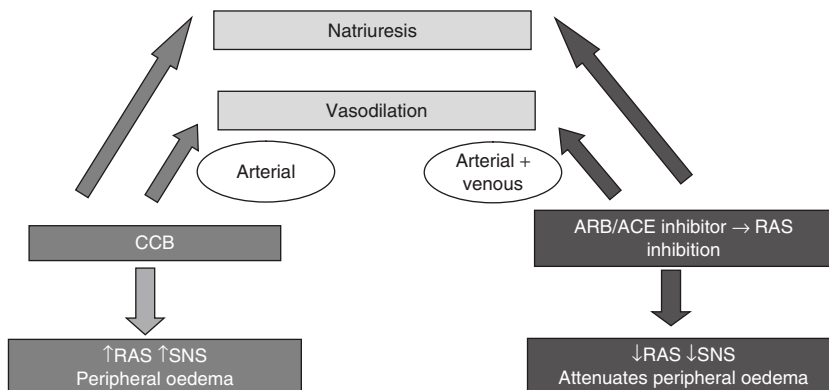 Natriuresis
Vasodilation
Arterial
Arterial +
venous
CCB
ARB/ACE inhibitor → RAS
inhibition
↑RAS ↑SNS
Peripheral oedema
↓RAS ↓SNS
Attenuates peripheral oedema